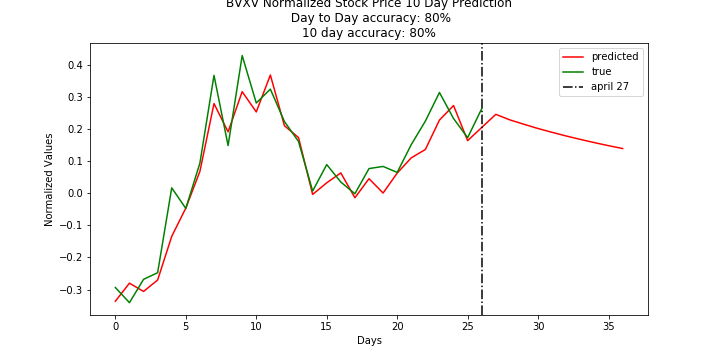 BVXV Normalized Stock Price 10 Day Prediction
Day to Day accuracy: 80%
10 day accuracy: 80%
predicted
true
april 27
Normalized Values
0.4
0.3
0.2
0.1
0.0
−0.1
−0.2
−0.3
0 5 10 15 20 25 30 35
Days